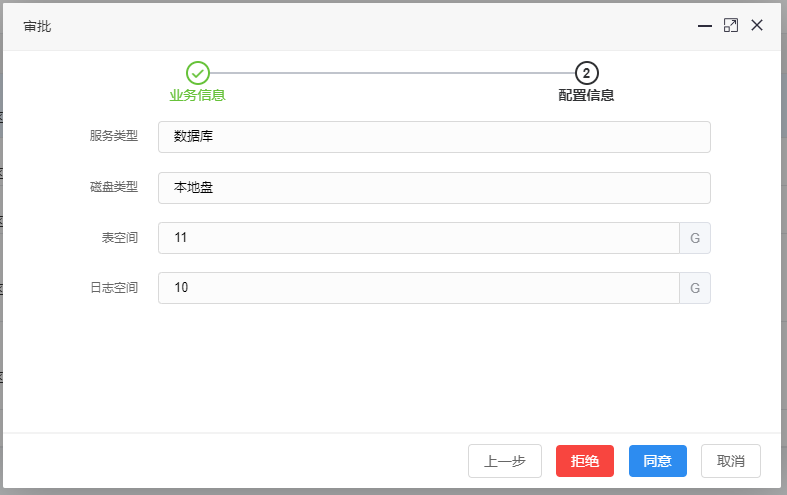 审批
2
业务信息
配置信息
服务类型 数据库
磁盘类型 本地盘
表空间 11 G
日志空间 10 G
上一步 拒绝 同意 取消